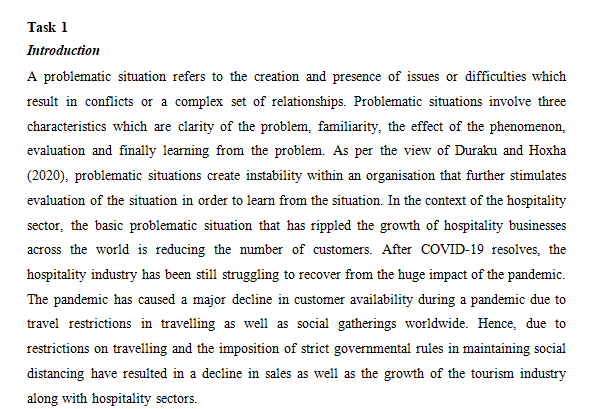 Task 1
Introduction
A problematic situation refers to the creation and presence of issues or difficulties which
result in conflicts or a complex set of relationships. Problematic situations involve three
characteristics which are clarity of the problem, familiarity, the effect of the phenomenon,
evaluation and finally learning from the problem. As per the view of Duraku and Hoxha
(2020), problematic situations create instability within an organisation that further stimulates
evaluation of the situation in order to learn from the situation. In the context of the hospitality
sector, the basic problematic situation that has rippled the growth of hospitality businesses
across the world is reducing the number of customers. After COVID-19 resolves, the
hospitality industry has been still struggling to recover from the huge impact of the pandemic.
The pandemic has caused a major decline in customer availability during a pandemic due to
travel restrictions in travelling as well as social gatherings worldwide. Hence, due to
restrictions on travelling and the imposition of strict governmental rules in maintaining social
distancing have resulted in a decline in sales as well as the growth of the tourism industry
along with hospitality sectors.